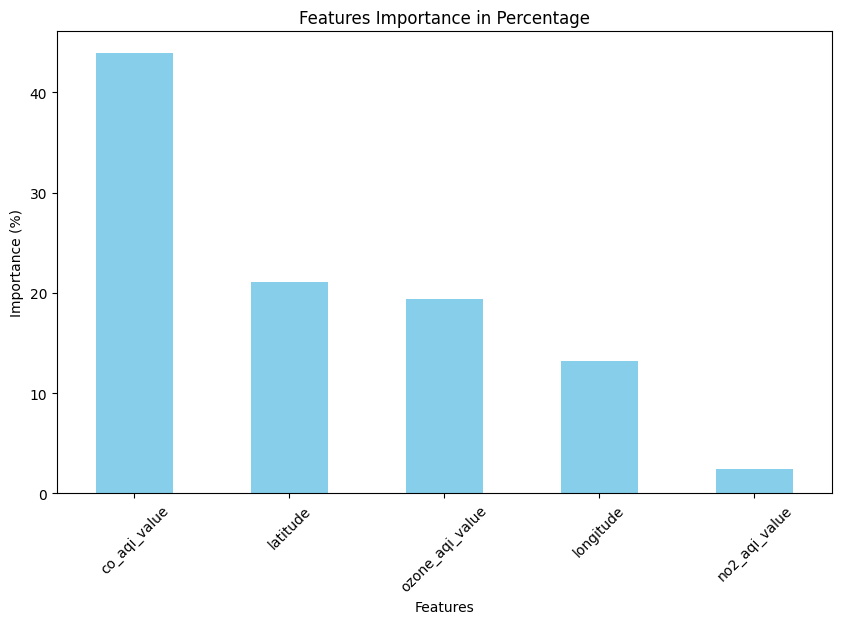 Features Importance in Percentage
Importance (%)
40
30
20
10
0
co_aqi_value
latitude
ozone_aqi_value
longitude
no2_aqi_value
Features